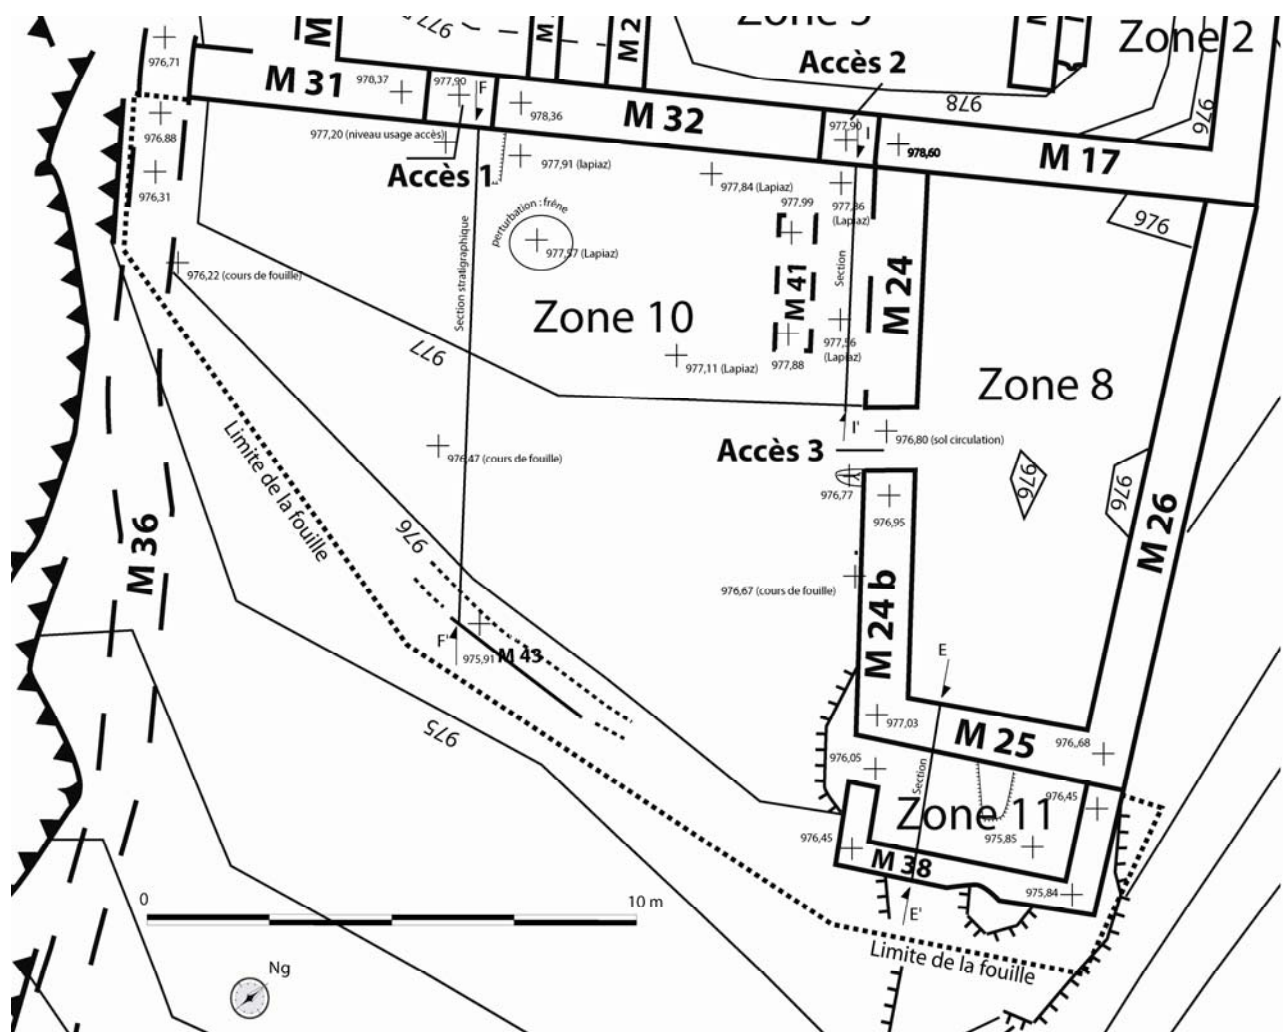 977
Zone 2
976,71
Accès 2
M 31
978,37
977,90
F
978,36
M 32
977,90
I
978,60
M 17
978
976
976,88
977,20 (niveau usage accès)
977,91 (lapiaz)
Accès 1
976,31
977,84 (Lapiaz)
977,99
(Lapiaz)
976
perturbation : frêne
977,57 (Lapiaz)
Section stratigraphique
976,22 (cours de fouille)
Section
M 41
M 24
Zone 10
977
977,11 (Lapiaz)
977,88
977,56
(Lapiaz)
Zone 8
Limite de la fouille
I'
976,80 (sol circulation)
Accès 3
976,47 (cours de fouille)
976,77
976,95
976
976
M 26
M 36
976
976,67 (cours de fouille)
M 24 b
F'
975,91
M 43
E
977,03
M 25
976,68
975
976,05
Section
976,45
Zone 11
976,45
975,85
M 38
975,84
0
10 m
E'
Limite de la fouille
Ng